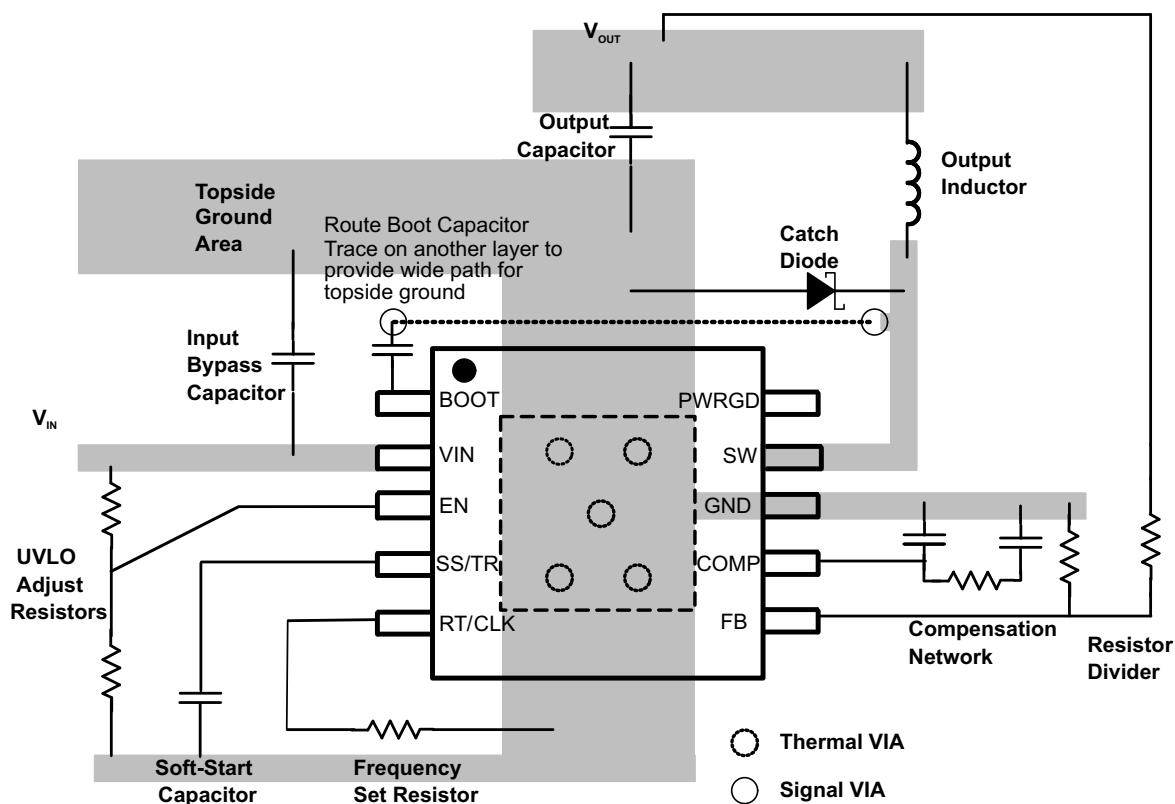 VOUT
Output
Capacitor
Output
Inductor
Topside
Ground
Area
Route Boot Capacitor
Trace on another layer to
provide wide path for
topside ground
Catch
Diode
Input
Bypass
Capacitor
VIN
BOOT
VIN
EN
SS/TR
RT/CLK
PWRGD
SW
GND
COMP
FB
UVLO
Adjust
Resistors
Compensation
Network
Resistor
Divider
Soft-Start
Capacitor
Frequency
Set Resistor
Thermal VIA
Signal VIA